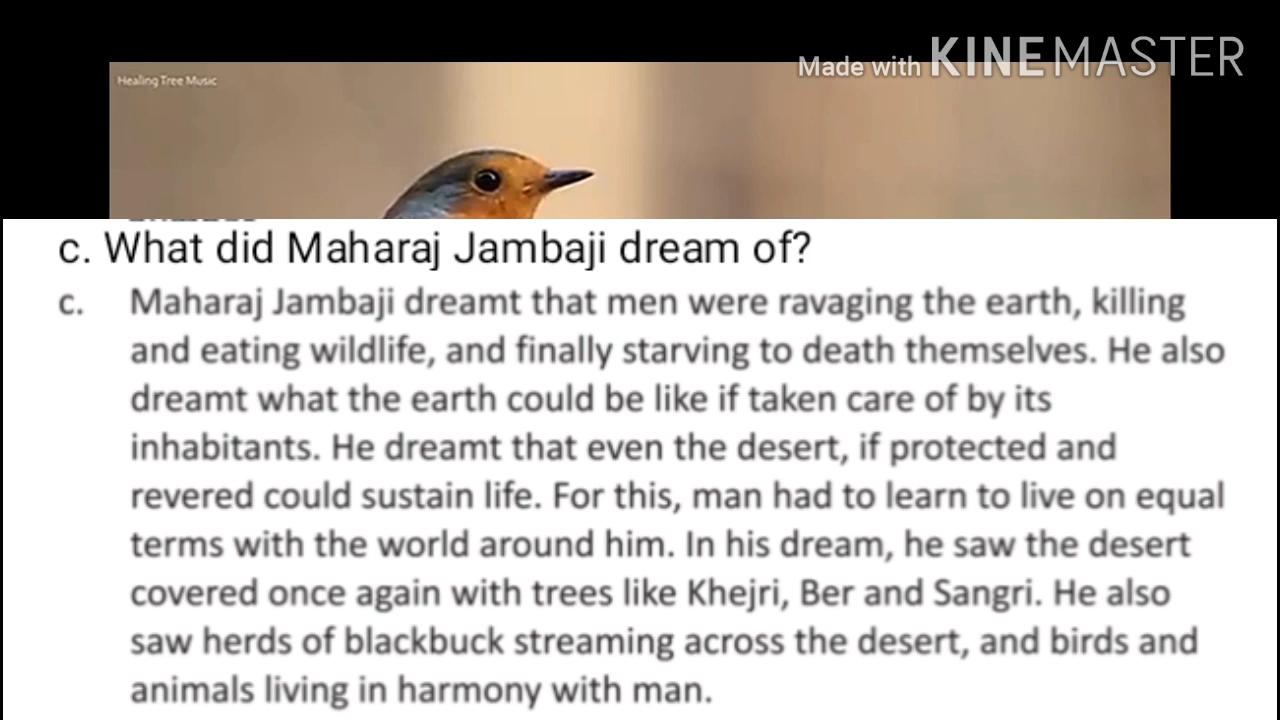 Made with KINEMASTER
Healing Tree Music
c. What did Maharaj Jambaji dream of?
c. Maharaj Jambaji dreamt that men were ravaging the earth, killing
and eating wildlife, and finally starving to death themselves. He also
dreamt what the earth could be like if taken care of by its
inhabitants. He dreamt that even the desert, if protected and
revered could sustain life. For this, man had to learn to live on equal
terms with the world around him. In his dream, he saw the desert
covered once again with trees like Khejri, Ber and Sangri. He also
saw herds of blackbuck streaming across the desert, and birds and
animals living in harmony with man.